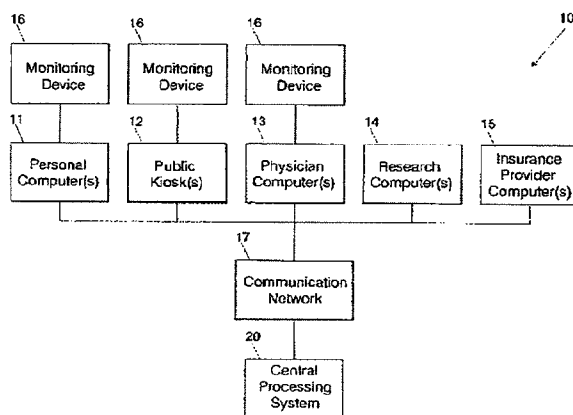 16
16
16
10
Monitoring
Device
Monitoring
Device
Monitoring
Device
11
12
13
14
15
Personal
Computer(s)
Public
Kiosk(s)
Physician
Computer(s)
Research
Computer(s)
Insurance
Provider
Computer(s)
17
Communication
Network
20
Central
Processing
System